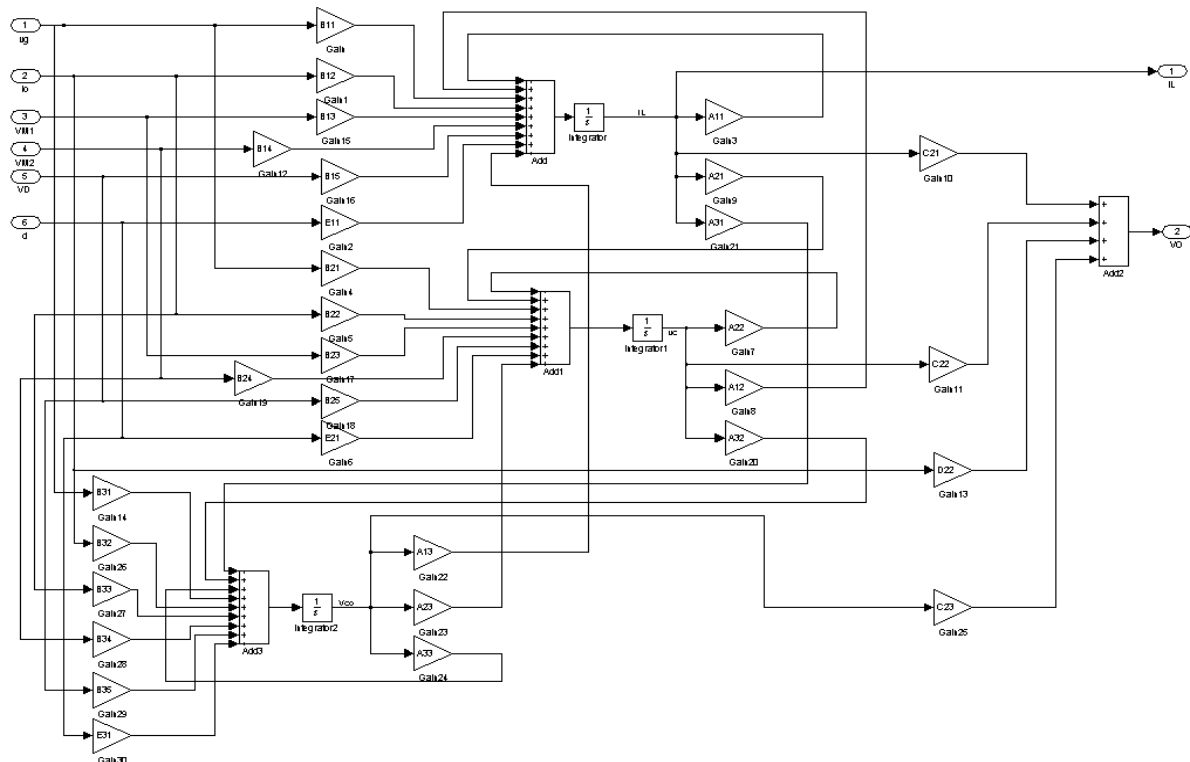 1
ug
B11
Gain
2
Io
B12
Gain1
3
VM1
B13
Gain15
4
VM2
B14
Gain12
5
VD
B15
Gain16
6
d
E11
Gain2
Add
1
s
Integrator
IL
A11
Gain3
1
IL
A21
Gain9
A31
Gain21
C21
Gain10
Add2
2
VO
B21
Gain4
B22
Gain5
B23
Gain17
B24
Gain19
B25
Gain18
E21
Gain6
Add1
1
s
Integrator1
uc
A22
Gain7
A12
Gain8
A32
Gain20
C22
Gain11
D22
Gain13
B31
Gain14
B32
Gain26
B33
Gain27
B34
Gain28
B35
Gain29
E31
Gain30
Add3
1
s
Integrator2
Vco
A13
Gain22
A23
Gain23
A33
Gain24
C23
Gain25